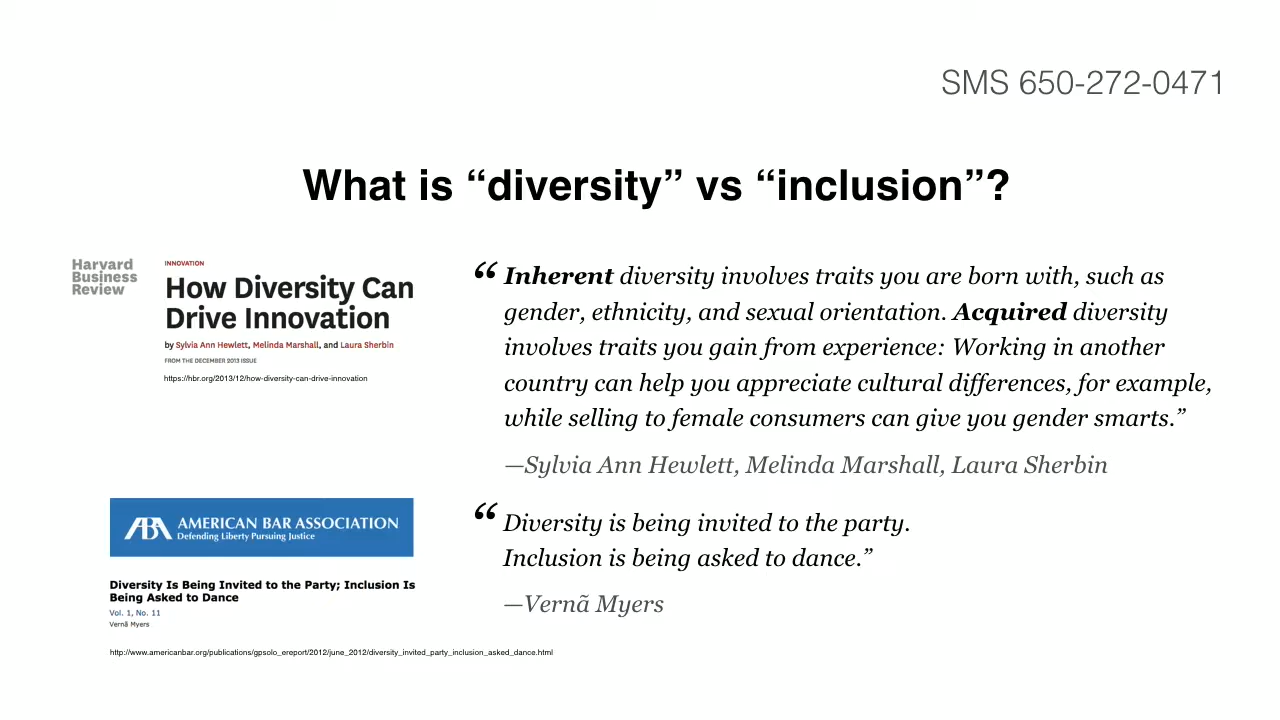 SMS 650-272-0471
What is “diversity” vs “inclusion”?
Harvard
Business
Review
INNOVATION
How Diversity Can
Drive Innovation
by Sylvia Ann Hewlett, Melinda Marshall, and Laura Sherbin
FROM THE DECEMBER 2013 ISSUE
https://hbr.org/2013/12/how-diversity-can-drive-innovation
“Inherent diversity involves traits you are born with, such as
gender, ethnicity, and sexual orientation. Acquired diversity
involves traits you gain from experience: Working in another
country can help you appreciate cultural differences, for example,
while selling to female consumers can give you gender smarts.”
—Sylvia Ann Hewlett, Melinda Marshall, Laura Sherbin
ABA AMERICAN BAR ASSOCIATION
Defending Liberty Pursuing Justice
Diversity Is Being Invited to the Party; Inclusion Is
Being Asked to Dance
Vol. 1, No. 11
Vernã Myers
http://www.americanbar.org/publications/gpsolo_ereport/2012/june_2012/diversity_invited_party_inclusion_asked_dance.html
“Diversity is being invited to the party.
Inclusion is being asked to dance.”
—Vernã Myers